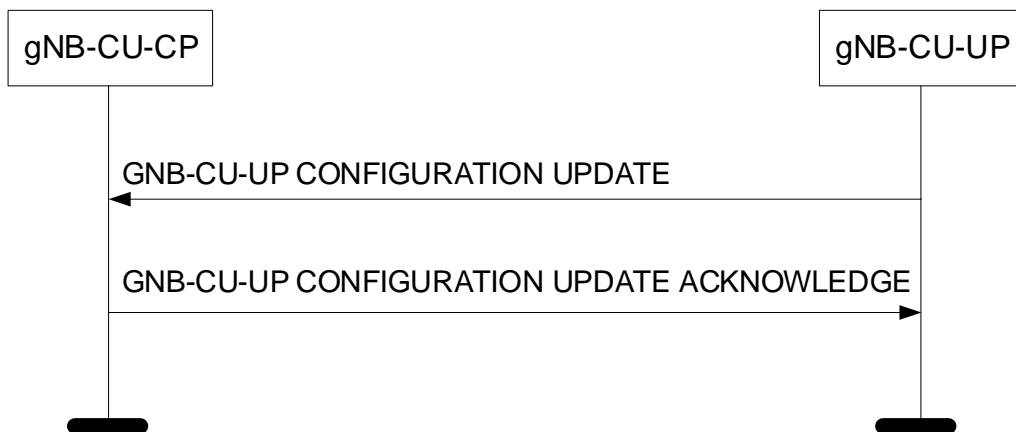 gNB-CU-CP
gNB-CU-UP
GNB-CU-UP CONFIGURATION UPDATE
GNB-CU-UP CONFIGURATION UPDATE ACKNOWLEDGE